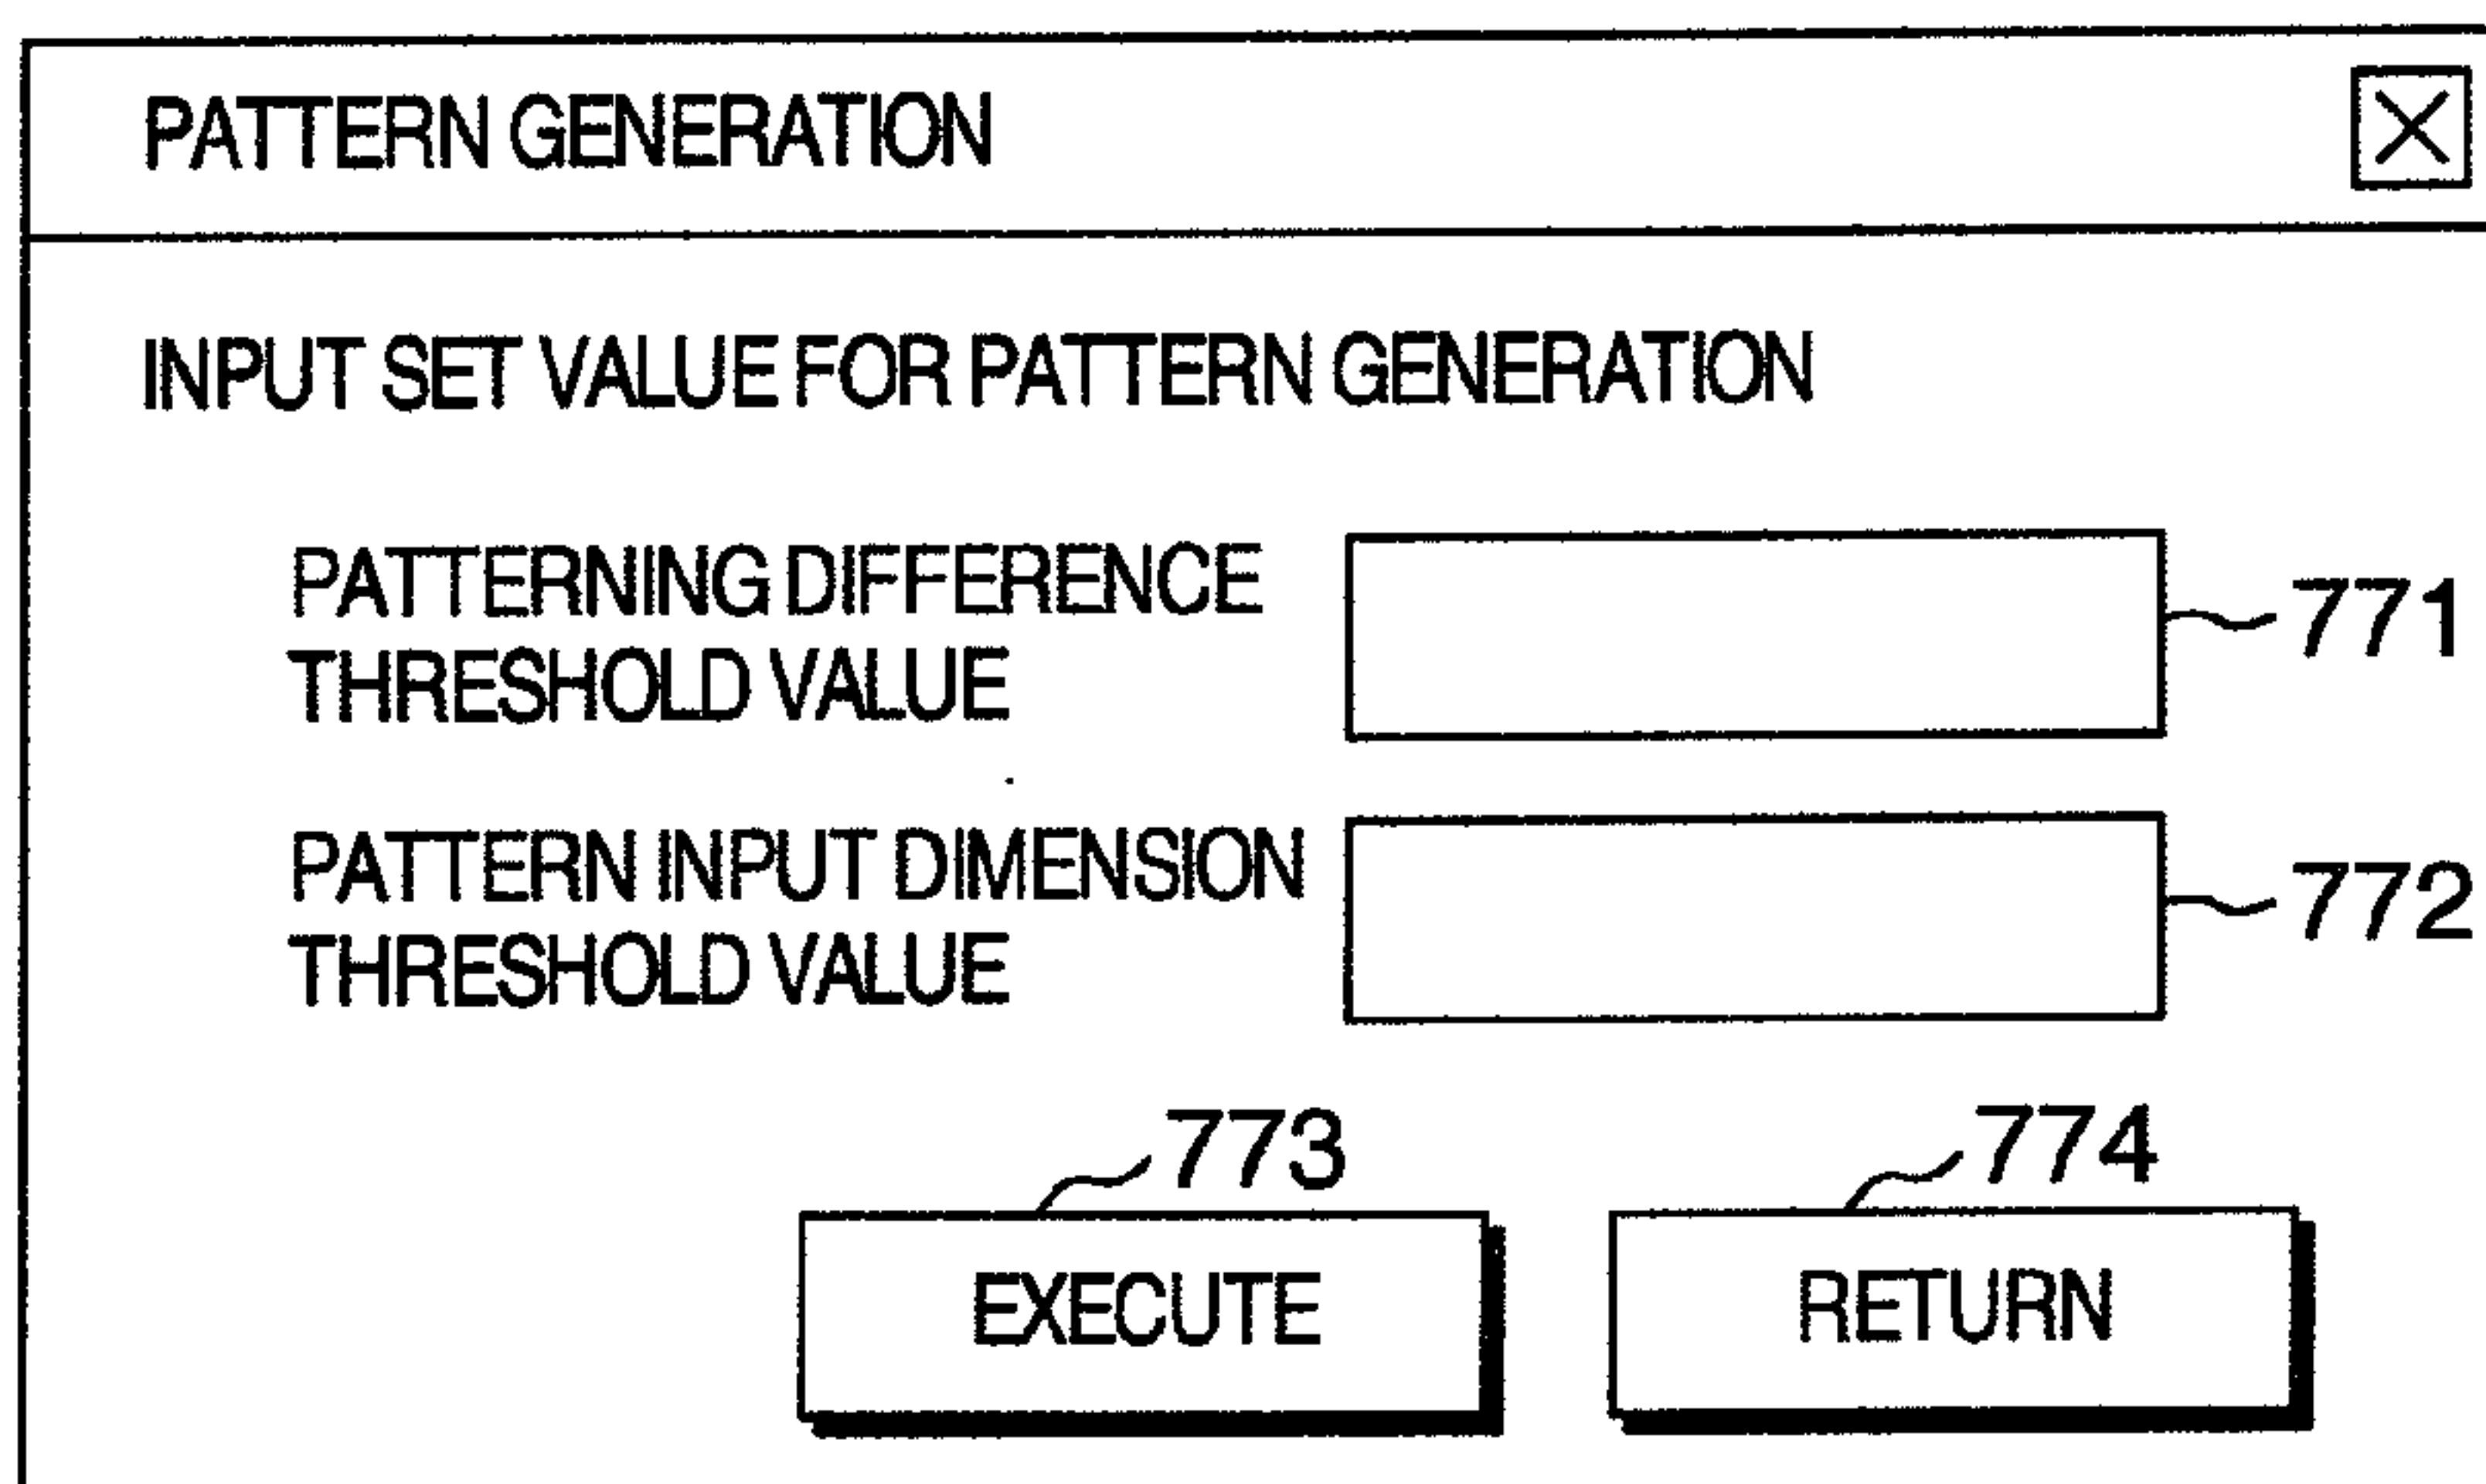 PATTERN GENERATION
INPUT SET VALUE FOR PATTERN GENERATION
PATTERNING DIFFERENCE
THRESHOLD VALUE
771
PATTERN INPUT DIMENSION
THRESHOLD VALUE
772
773
774
EXECUTE
RETURN